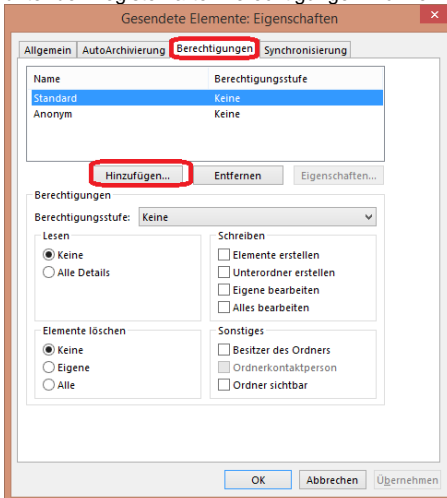 Gesendete Elemente: Eigenschaften
Allgemein AutoArchivierung Berechtigungen Synchronisierung
Name Berechtigungsstufe
Standard Keine
Anonym Keine
Hinzufügen... Entfernen Eigenschaften...
Berechtigungen
Berechtigungsstufe: Keine
Lesen Schreiben
Keine Elemente erstellen
Alle Details Unterordner erstellen
Eigene bearbeiten
Alles bearbeiten
Elemente löschen Sonstiges
Keine Besitzer des Ordners
Eigene Ordnerkontaktperson
Alle Ordner sichtbar
OK Abbrechen Übernehmen